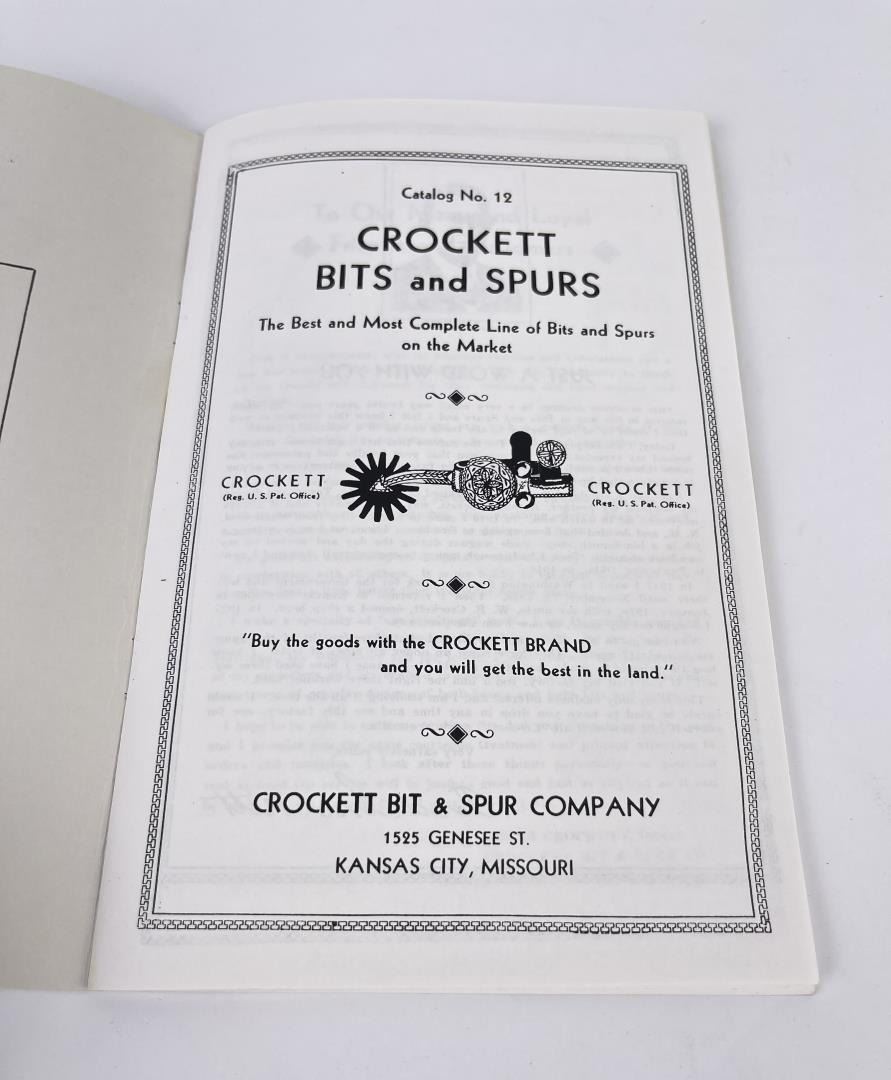 Catalog No. 12
CROCKETT
BITS and SPURS
The Best and Most Complete Line of Bits and Spurs
on the Market
CROCKETT
(Reg. U. S. Pat. Office)
CROCKETT
(Reg. U. S. Pat. Office)
"Buy the goods with the CROCKETT BRAND
and you will get the best in the land."
CROCKETT BIT & SPUR COMPANY
1525 GENESEE ST.
KANSAS CITY, MISSOURI